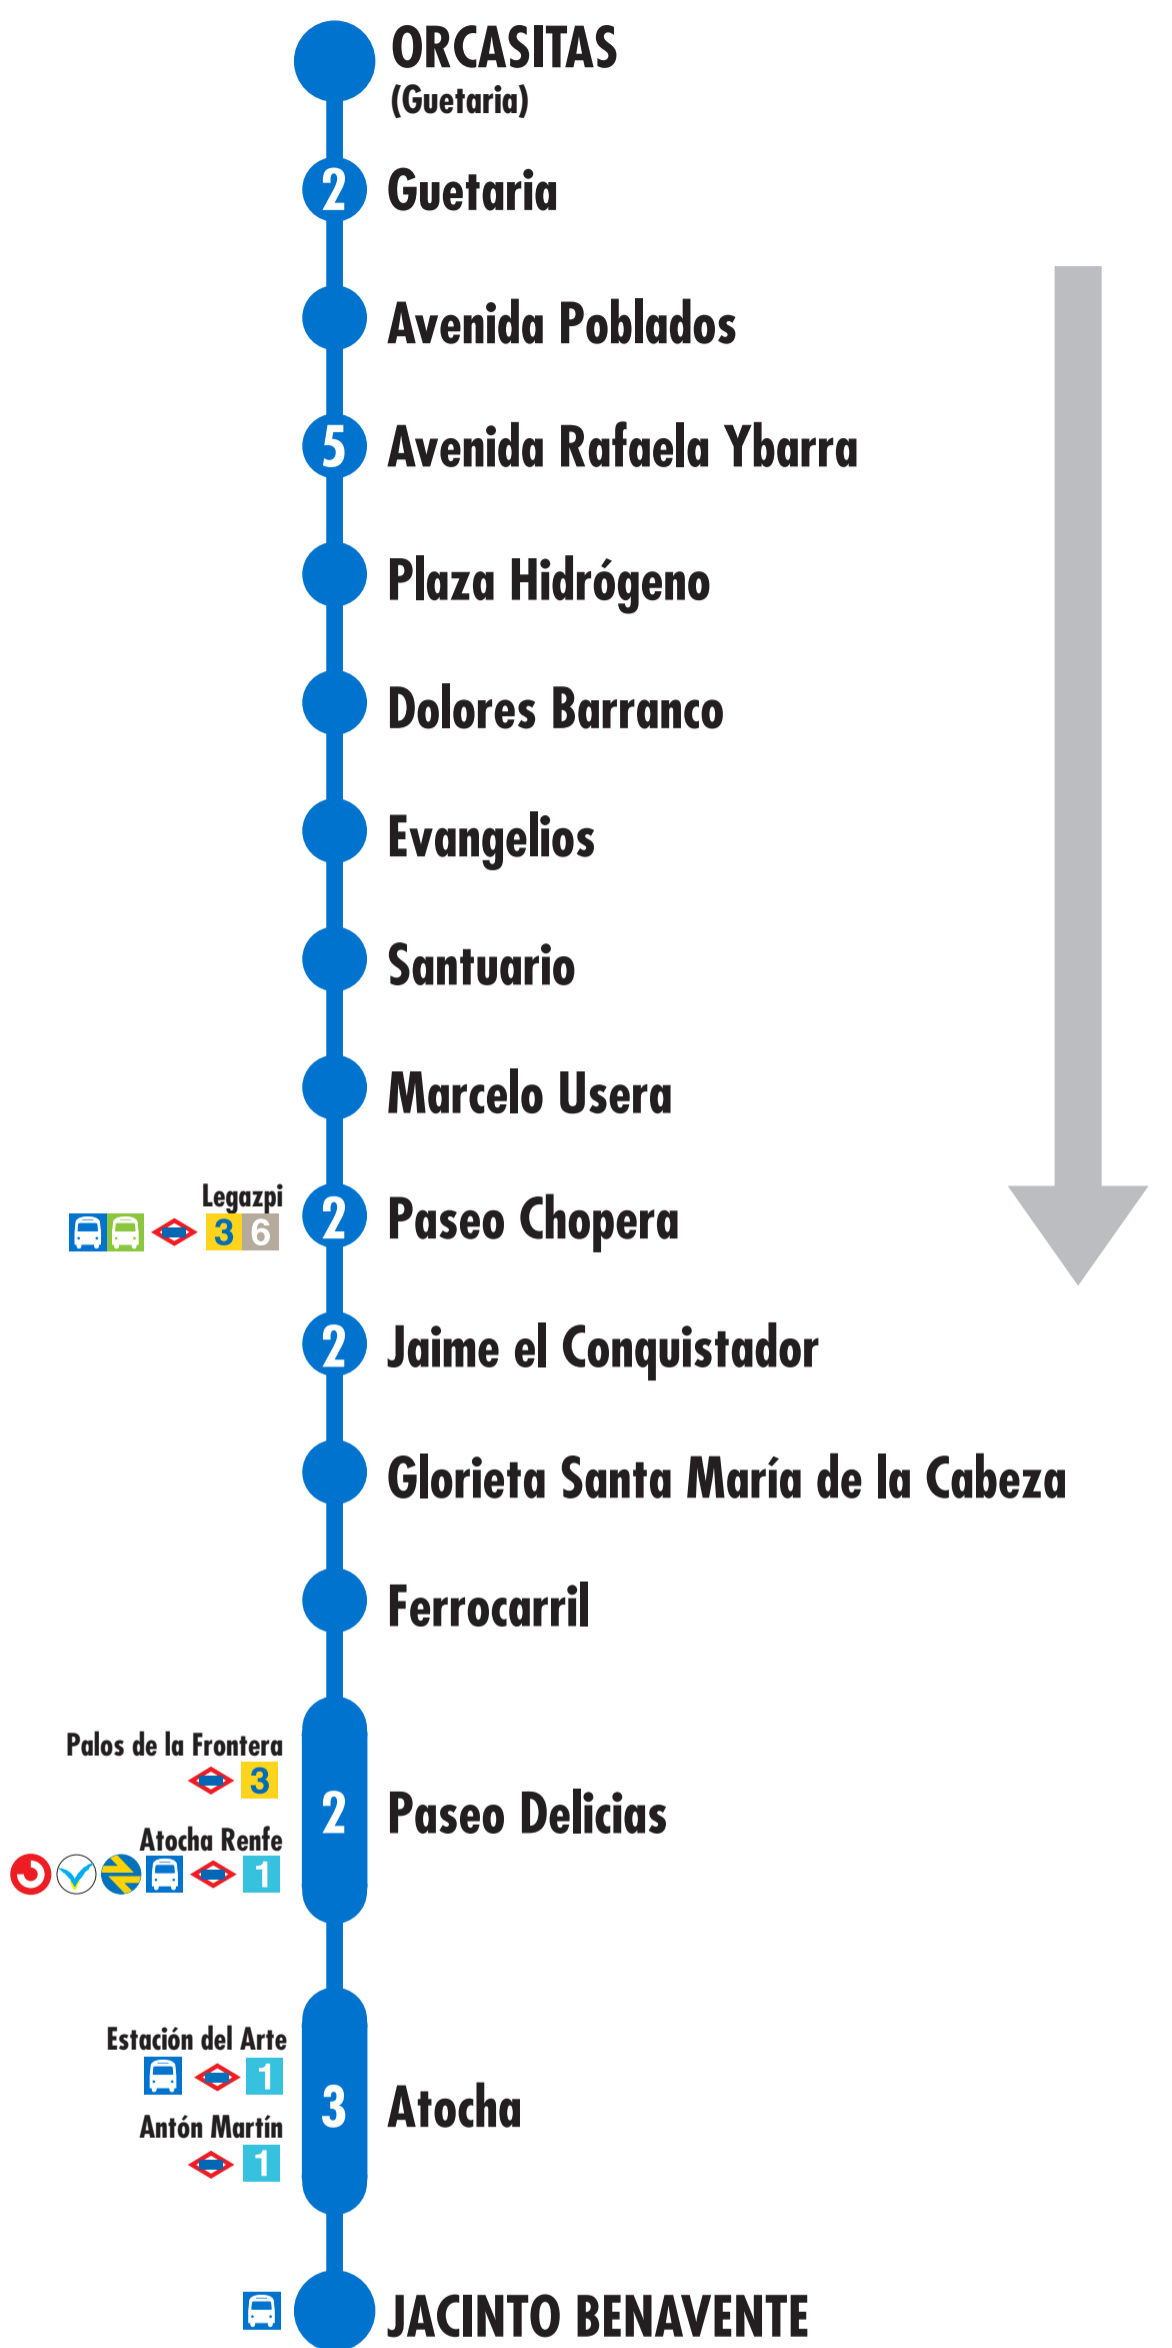 ORCASITAS
(Guetaria)
2 Guetaria
Avenida Poblados
5 Avenida Rafaela Ybarra
Plaza Hidrógeno
Dolores Barranco
Evangelios
Santuario
Marcelo Usera
Legazpi
3 6
2 Paseo Chopera
2 Jaime el Conquistador
Glorieta Santa María de la Cabeza
Ferrocarril
Palos de la Frontera
3
2 Paseo Delicias
Atocha Renfe
1
Estación del Arte
1
3 Atocha
Antón Martín
1
JACINTO BENAVENTE